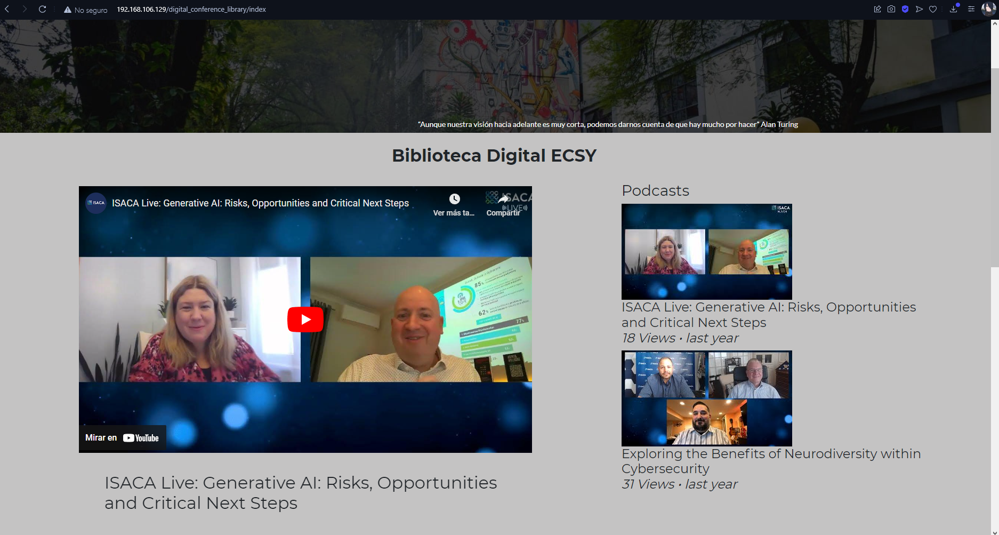 No seguro 192.168.106.129/digital_conference_library/index
“Aunque nuestra visión hacia adelante es muy corta, podemos darnos cuenta de que hay mucho por hacer” Alan Turing
Biblioteca Digital ECSY
ISACA
ISACA Live: Generative AI: Risks, Opportunities and Critical Next Steps
Ver más ta...
Compartir
ISACA
LIVE
85%
62%
77%
Mirar en YouTube
ISACA Live: Generative AI: Risks, Opportunities
and Critical Next Steps
Podcasts
ISACA
LIVE
ISACA Live: Generative AI: Risks, Opportunities
and Critical Next Steps
18 Views • last year
Exploring the Benefits of Neurodiversity within
Cybersecurity
31 Views • last year